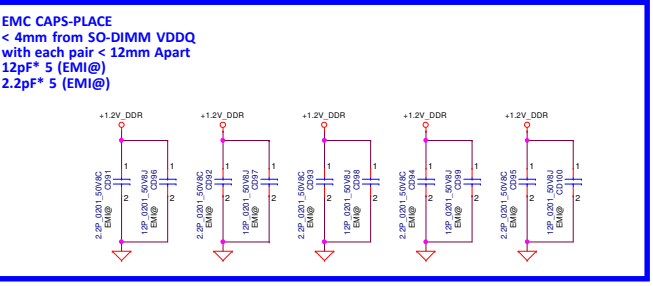 EMC CAPS-PLACE
< 4mm from SO-DIMM VDDQ
with each pair < 12mm Apart
12pF* 5 (EMI@)
2.2pF* 5 (EMI@)
+1.2V_DDR
2.2P_0201_50V8C
CD91
EMI@
1
2
12P_0201_50V8J
CD96
EMI@
1
2
+1.2V_DDR
2.2P_0201_50V8C
CD92
EMI@
1
2
12P_0201_50V8J
CD97
EMI@
1
2
+1.2V_DDR
2.2P_0201_50V8C
CD93
EMI@
1
2
12P_0201_50V8J
CD98
EMI@
1
2
+1.2V_DDR
2.2P_0201_50V8C
CD94
EMI@
1
2
12P_0201_50V8J
CD99
EMI@
1
2
+1.2V_DDR
2.2P_0201_50V8C
CD95
EMI@
1
2
12P_0201_50V8J
CD100
EMI@
1
2